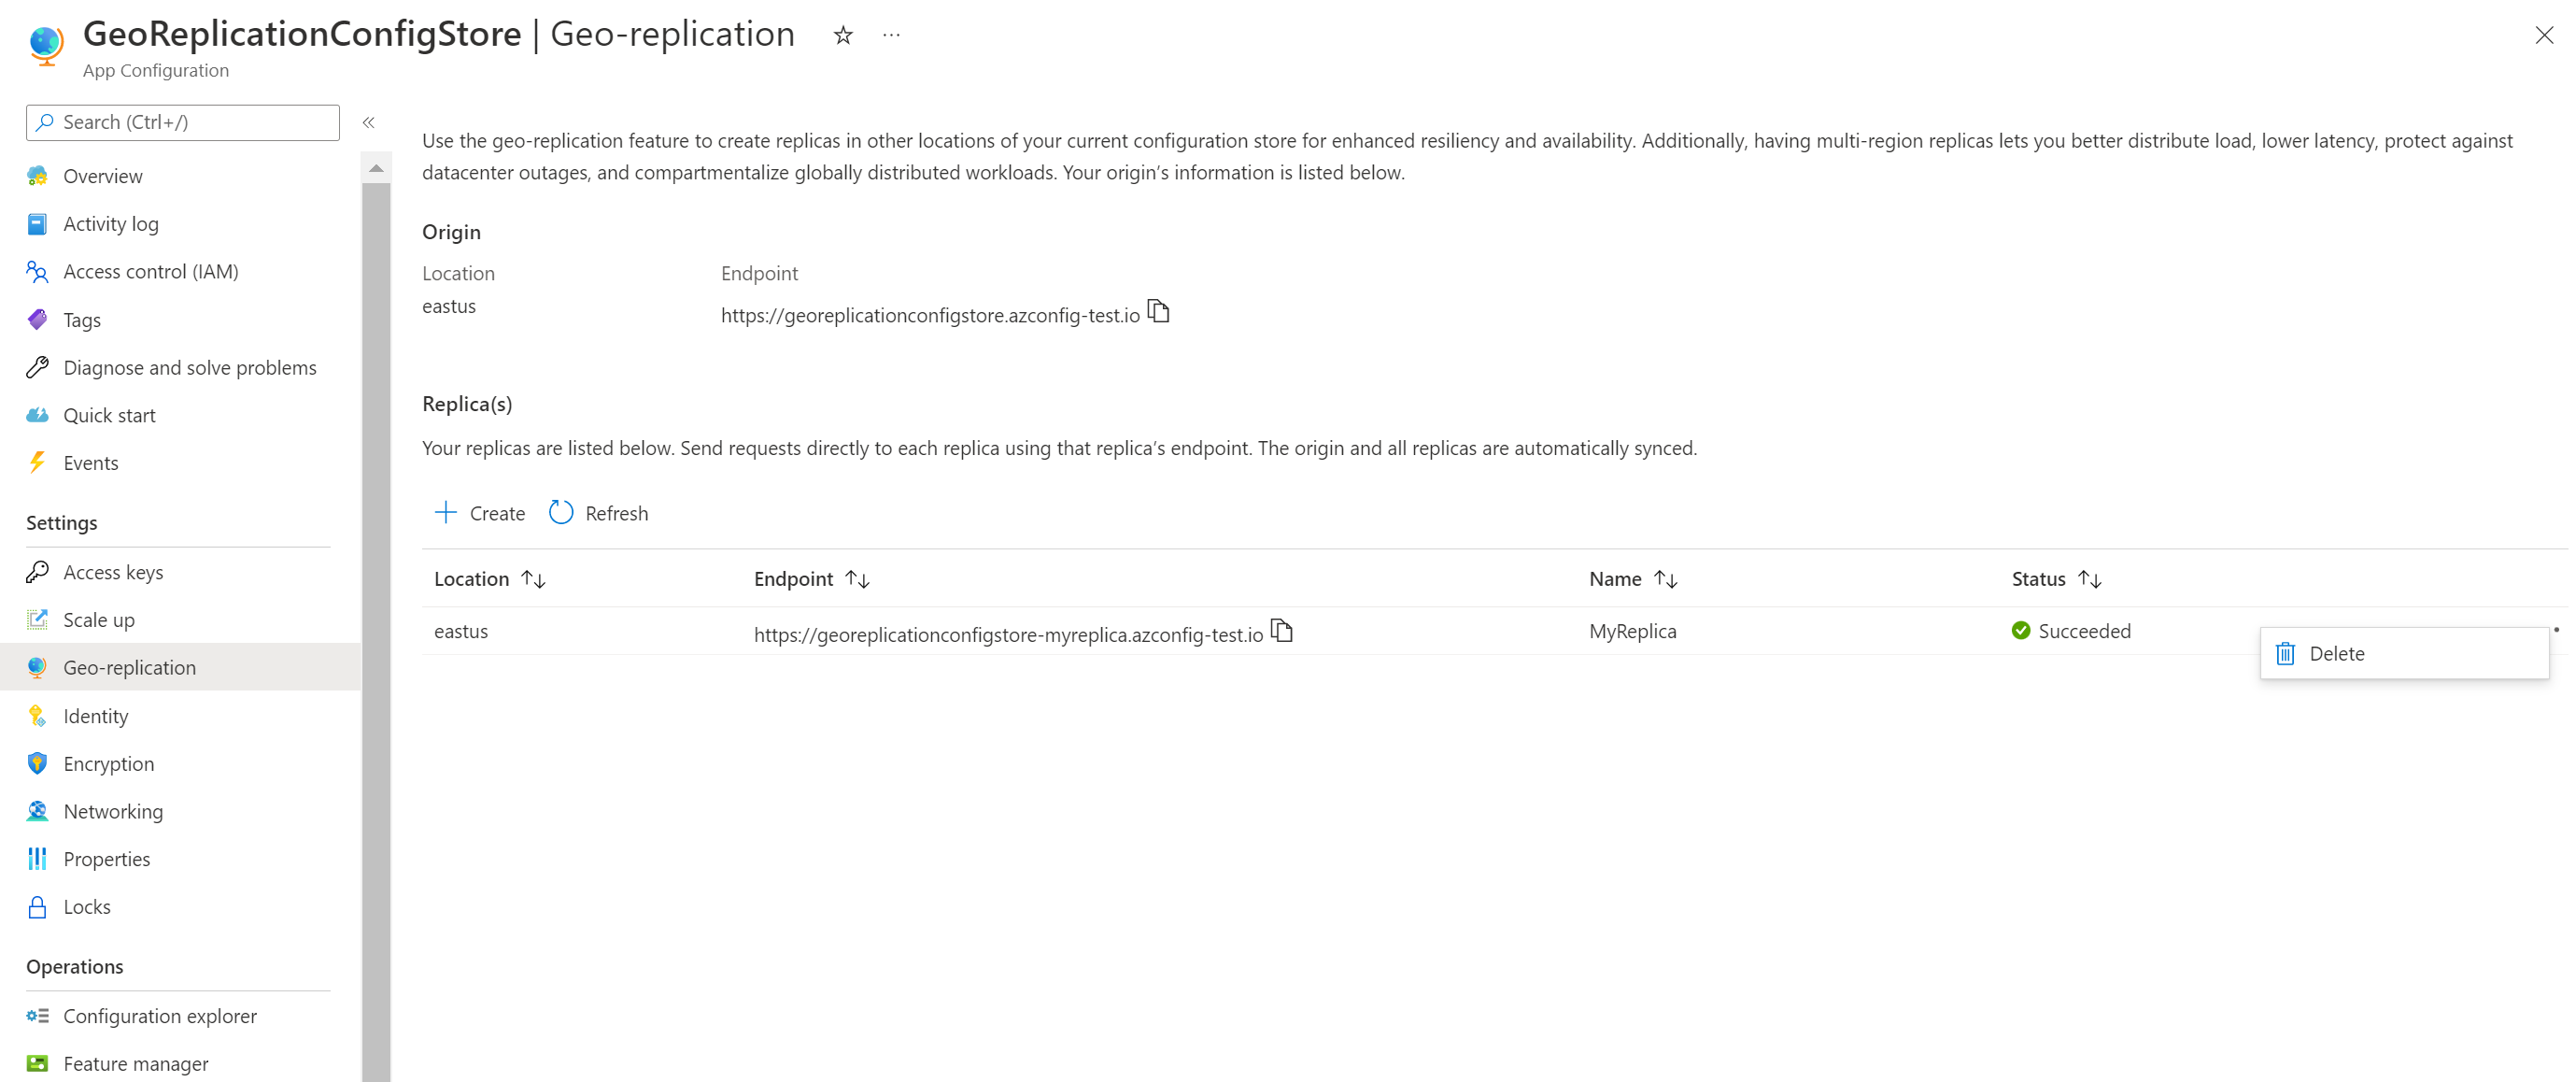 GeoReplicationConfigStore | Geo-replication
App Configuration
Search (Ctrl+/)
Overview
Activity log
Access control (IAM)
Tags
Diagnose and solve problems
Quick start
Events
Settings
Access keys
Scale up
Geo-replication
Identity
Encryption
Networking
Properties
Locks
Operations
Configuration explorer
Feature manager
Use the geo-replication feature to create replicas in other locations of your current configuration store for enhanced resiliency and availability. Additionally, having multi-region replicas lets you better distribute load, lower latency, protect against
datacenter outages, and compartmentalize globally distributed workloads. Your origin's information is listed below.
Origin
Location Endpoint
eastus https://georeplicationconfigstore.azconfig-test.io
Replica(s)
Your replicas are listed below. Send requests directly to each replica using that replica's endpoint. The origin and all replicas are automatically synced.
Create Refresh
Location Endpoint Name Status
eastus https://georeplicationconfigstore-myreplica.azconfig-test.io MyReplica Succeeded
Delete